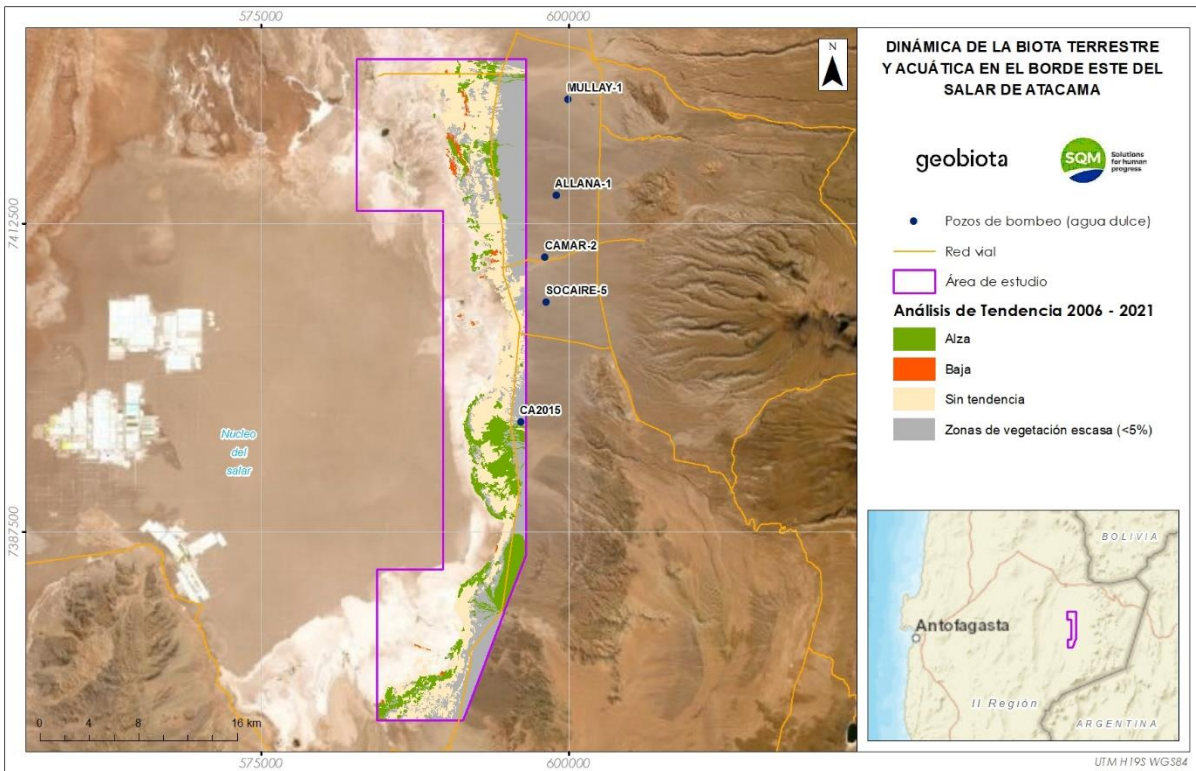 575000
600000
7412500
7387500
MULLAY-1
ALLANA-1
CAMAR-2
SOCAIRE-5
CA2015
Nucleo
del
salar
N
0 4 8 16 km
575000
600000
DINÁMICA DE LA BIOTA TERRESTRE
Y ACUÁTICA EN EL BORDE ESTE DEL
SALAR DE ATACAMA
geobiota
SQM
Solutions
for human
progress
Pozos de bombeo (agua dulce)
Red vial
Área de estudio
Análisis de Tendencia 2006 - 2021
Alza
Baja
Sin tendencia
Zonas de vegetación escasa (<5%)
BOLIVIA
Antofagasta
II Región
ARGENTINA
UTM H19S WGS84